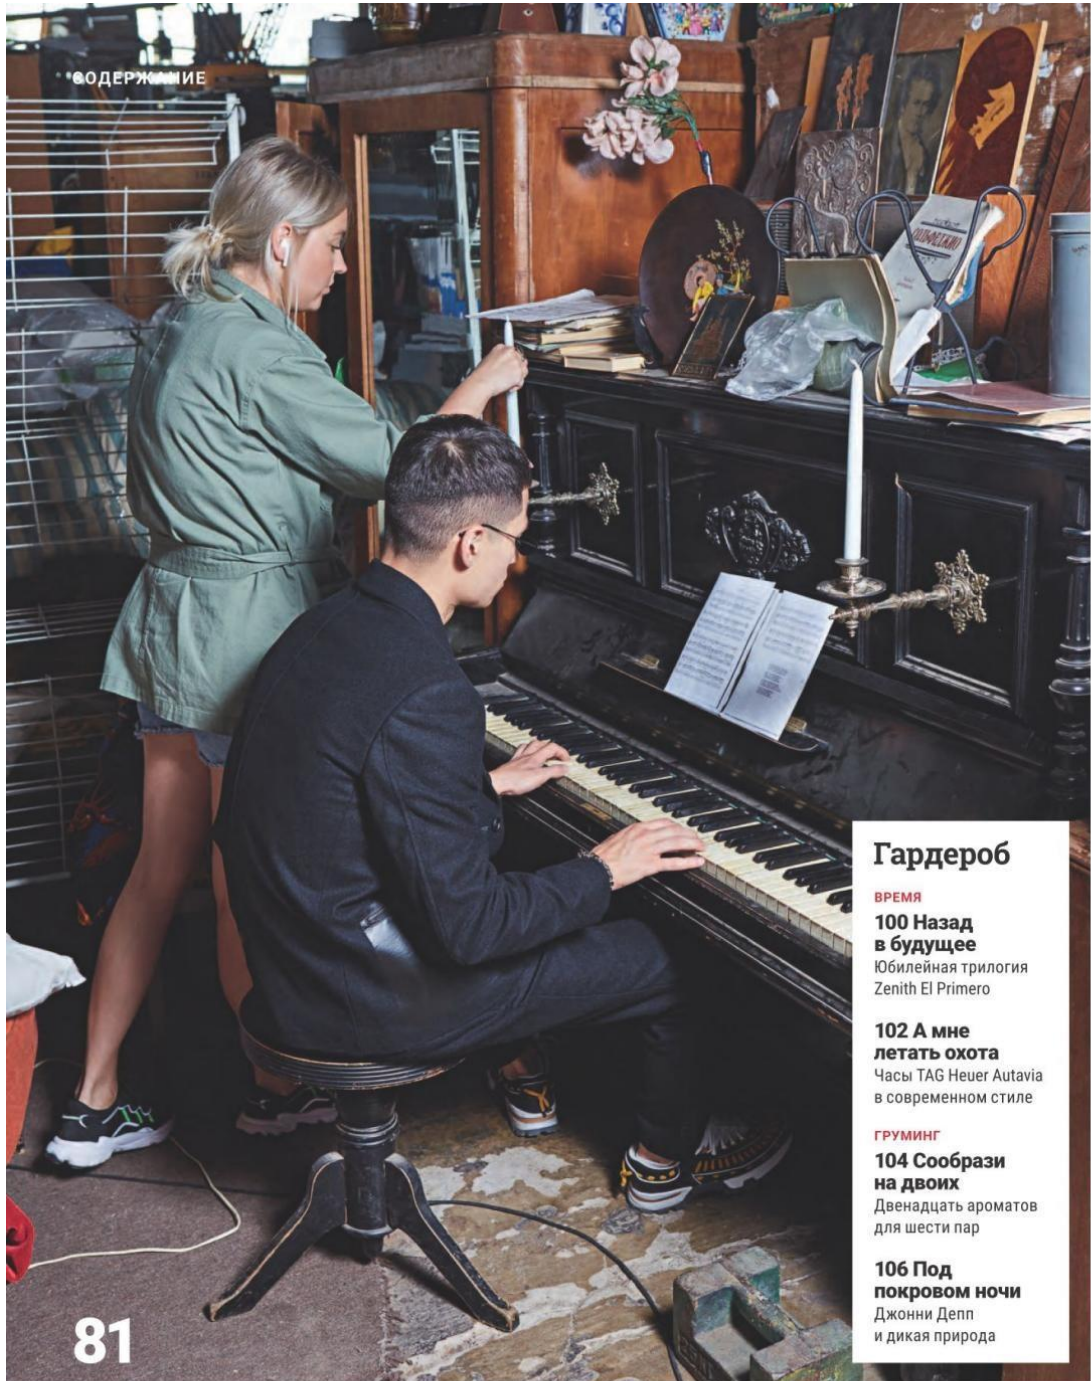 СОДЕРЖАНИЕ
Гардероб
ВРЕМЯ
100 Назад
в будущее
Юбилейная трилогия
Zenith El Primero
102 А мне
летать охота
Часы TAG Heuer Autavia
в современном стиле
ГРУМИНГ
104 Сообрази
на двоих
Двенадцать ароматов
для шести пар
106 Под
покровом ночи
Джонни Депп
и дикая природа
81